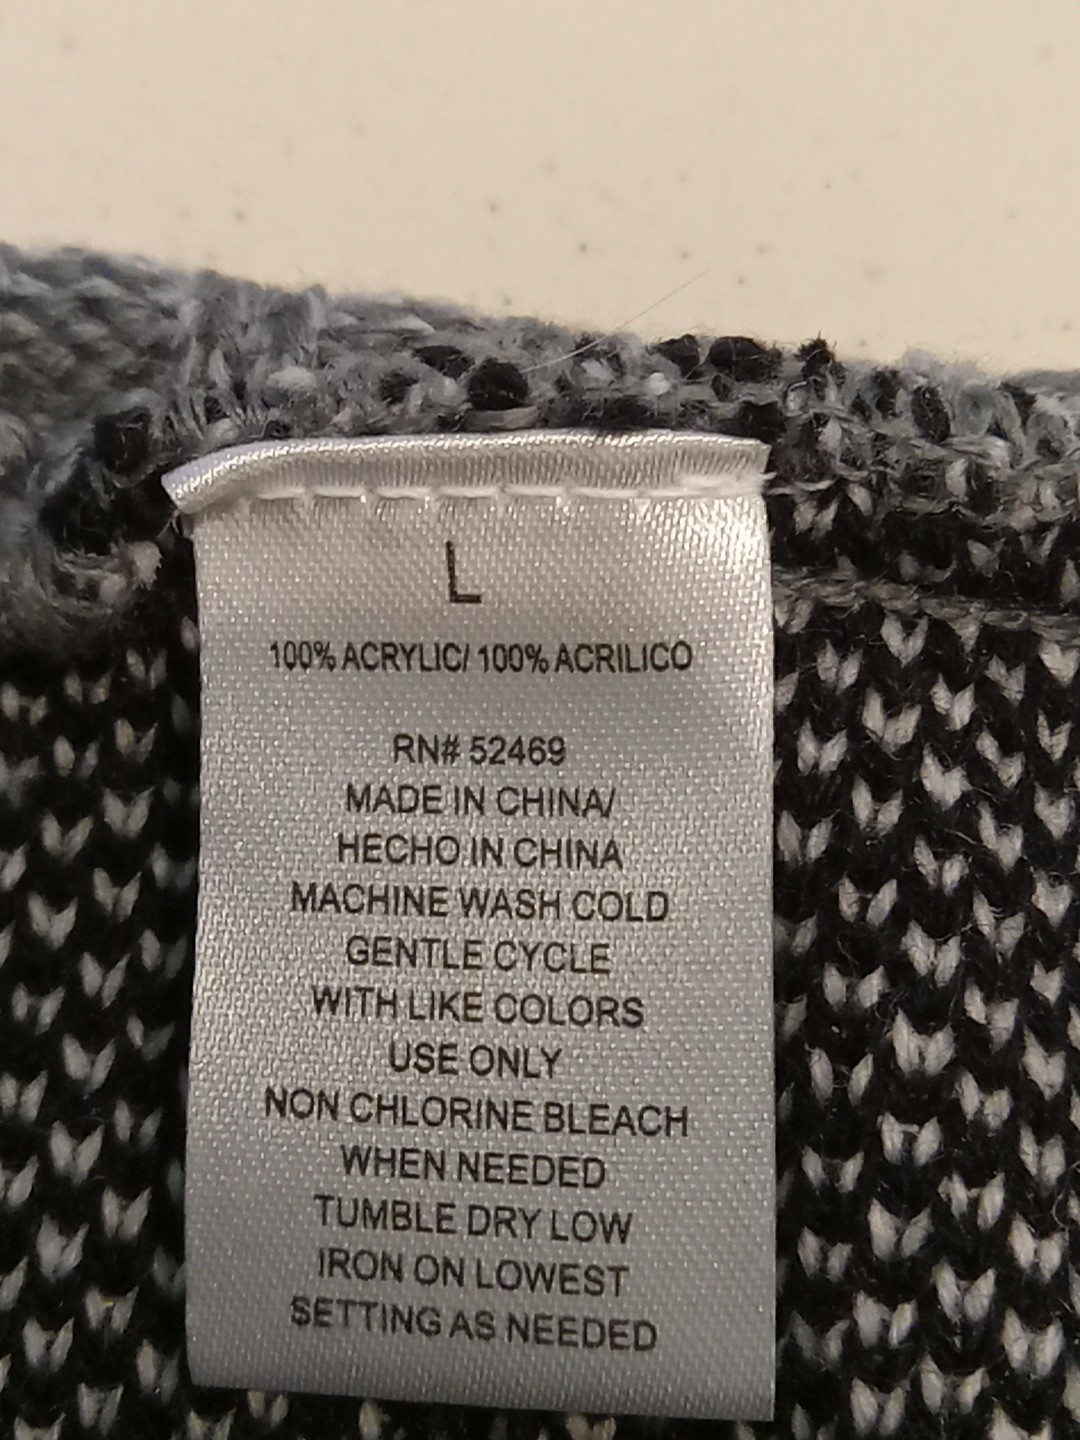 L
100% ACRYLIC/ 100% ACRILICO
RN# 52469
MADE IN CHINA/
HECHO IN CHINA
MACHINE WASH COLD
GENTLE CYCLE
WITH LIKE COLORS
USE ONLY
NON CHLORINE BLEACH
WHEN NEEDED
TUMBLE DRY LOW
IRON ON LOWEST
SETTING AS NEEDED